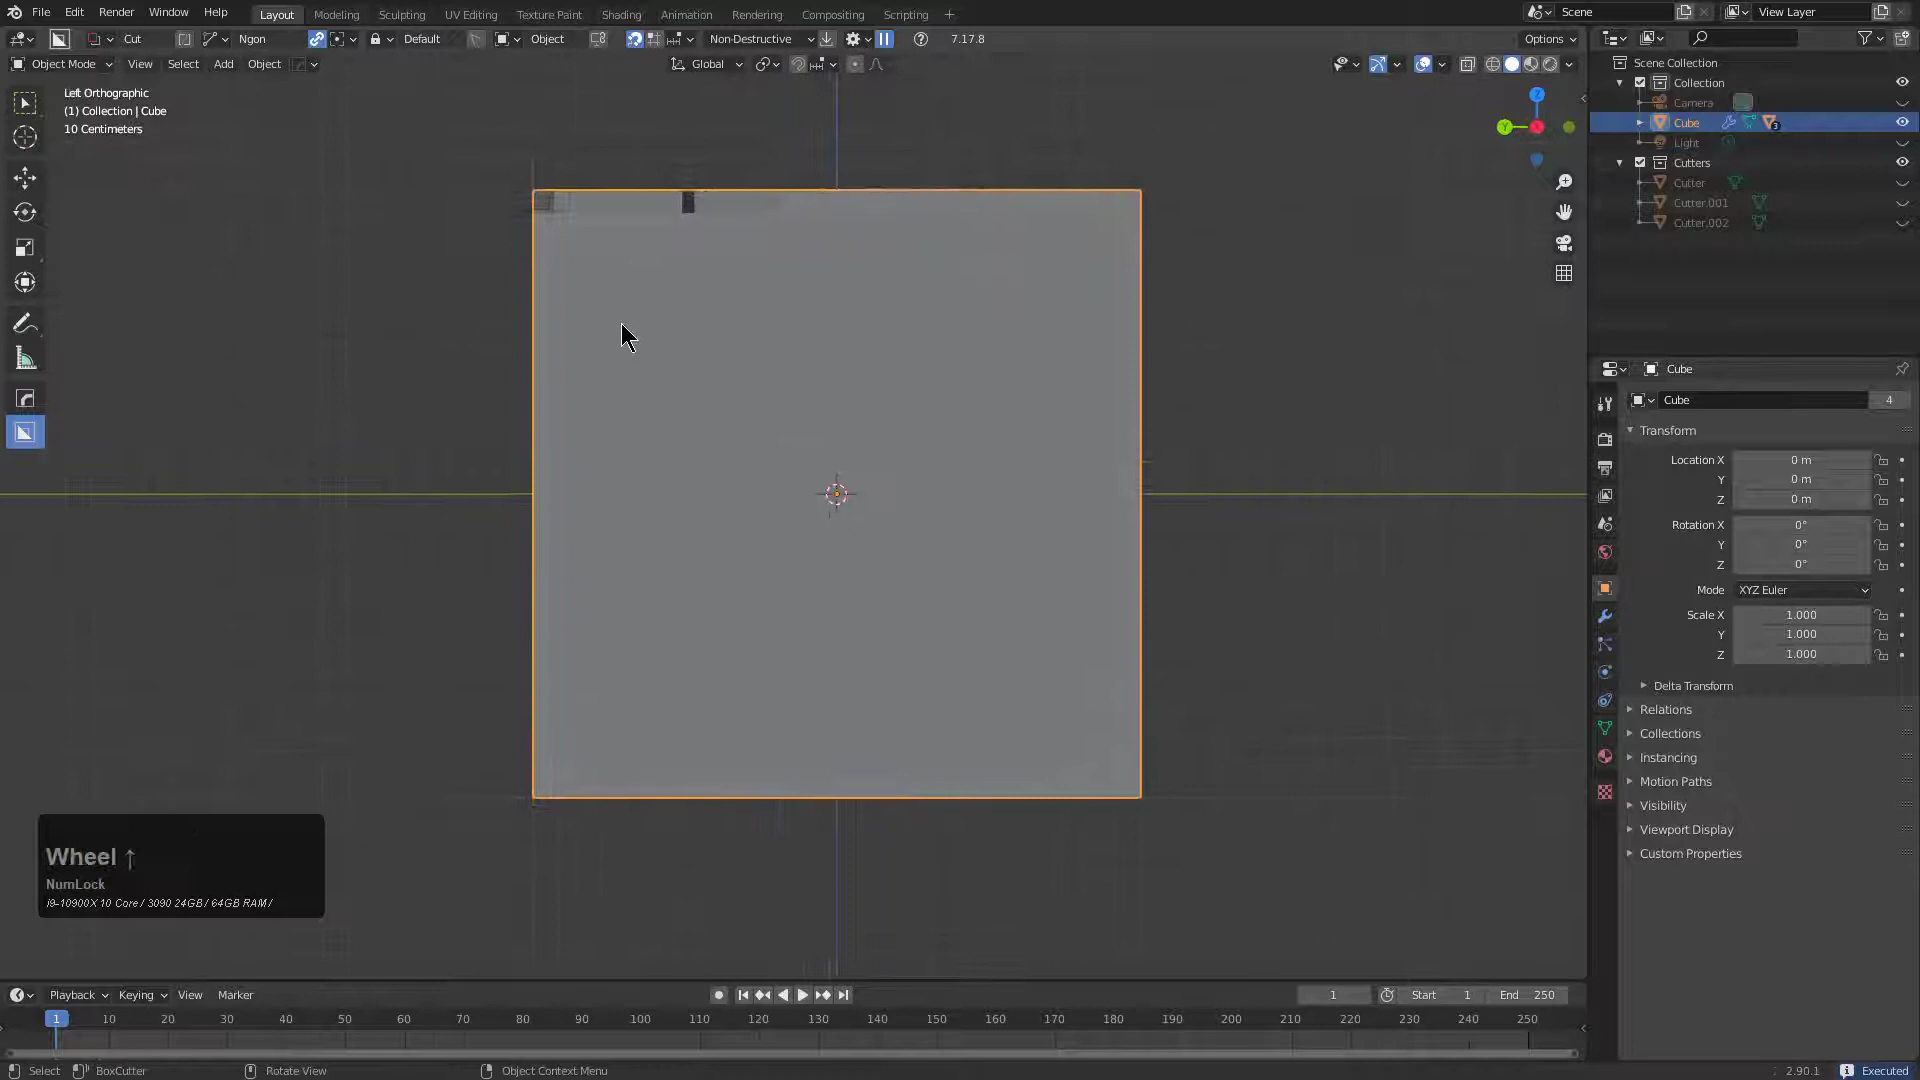 File Edit Render Window Help Layout Modeling Sculpting UV Editing Texture Paint Shading Animation Rendering Compositing Scripting + Scene View Layer
Cut Ngon Default Object Non-Destructive 7.17.8 Options
Object Mode View Select Add Object Global
Left Orthographic
(1) Collection | Cube
10 Centimeters
Z
Y
Scene Collection
Collection
Camera
Cube 3
Light
Cutters
Cutter
Cutter.001
Cutter.002
Cube
Cube 4
Transform
Location X 0 m
Y 0 m
Z 0 m
Rotation X 0°
Y 0°
Z 0°
Mode XYZ Euler
Scale X 1.000
Y 1.000
Z 1.000
Delta Transform
Relations
Collections
Instancing
Motion Paths
Visibility
Viewport Display
Custom Properties
Wheel ↑
NumLock
i9-10900X 10 Core / 3090 24GB / 64GB RAM /
Playback Keying View Marker 1 Start 1 End 250
1 10 20 30 40 50 60 70 80 90 100 110 120 130 140 150 160 170 180 190 200 210 220 230 240 250
Select BoxCutter Rotate View Object Context Menu 2.90.1 Executed